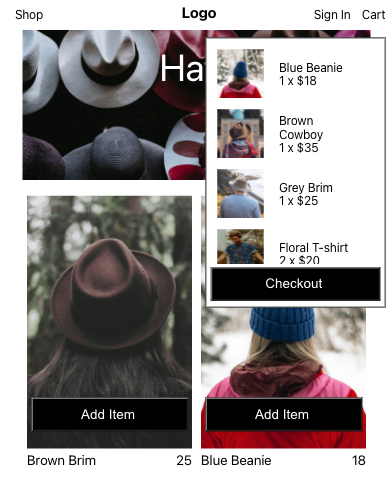 Shop
Logo
Sign In
Cart
Ha
Blue Beanie
1 x $18
Brown
Cowboy
1 x $35
Grey Brim
1 x $25
Floral T-shirt
2 x $20
Checkout
Add Item
Add Item
Brown Brim
25
Blue Beanie
18